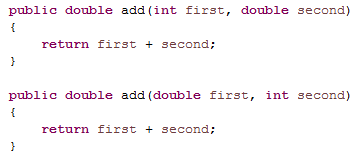 public double add(int first, double second)
{
    return first + second;
}

public double add(double first, int second)
{
    return first + second;
}